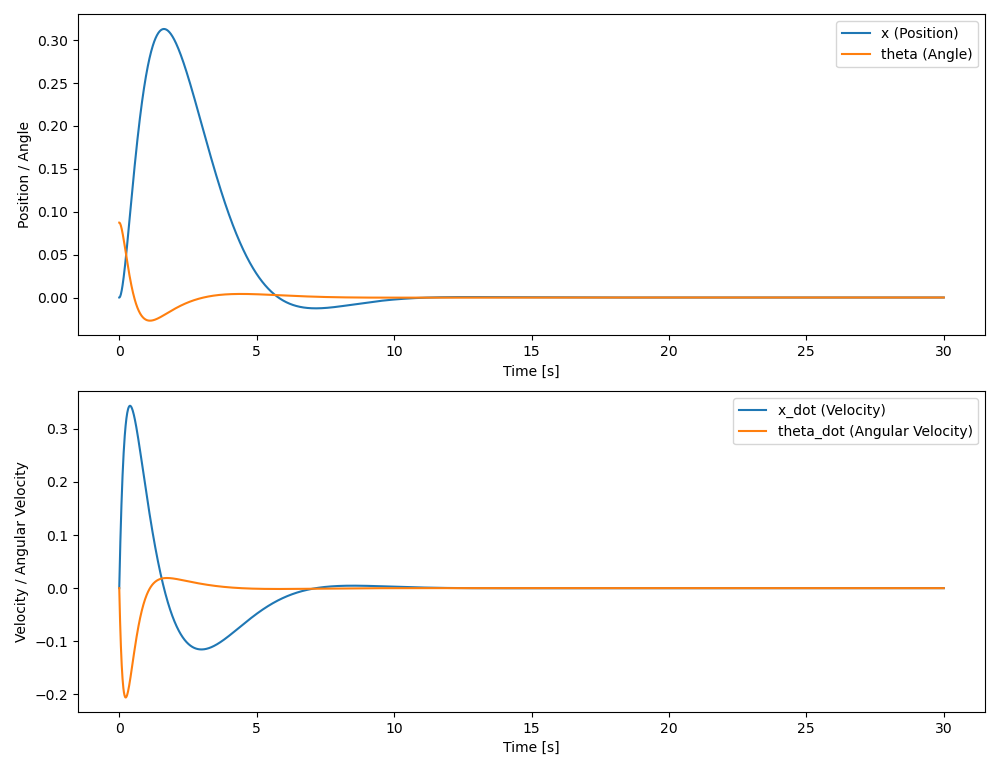 x (Position)
theta (Angle)
0.30
0.25
0.20
0.15
0.10
0.05
0.00
Position / Angle
0 5 10 15 20 25 30
Time [s]
x_dot (Velocity)
theta_dot (Angular Velocity)
0.3
0.2
0.1
0.0
−0.1
−0.2
Velocity / Angular Velocity
0 5 10 15 20 25 30
Time [s]